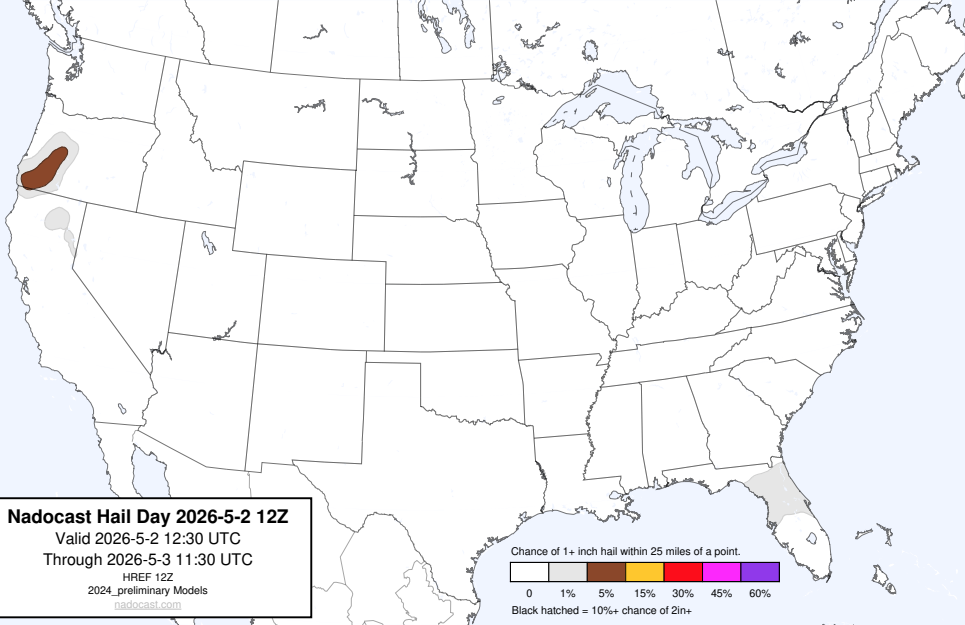 Nadocast Hail Day 2026-5-2 12Z
Valid 2026-5-2 12:30 UTC
Through 2026-5-3 11:30 UTC
HREF 12Z
2024_preliminary Models
nadocast.com
Chance of 1+ inch hail within 25 miles of a point.
0 1% 5% 15% 30% 45% 60%
Black hatched = 10%+ chance of 2in+